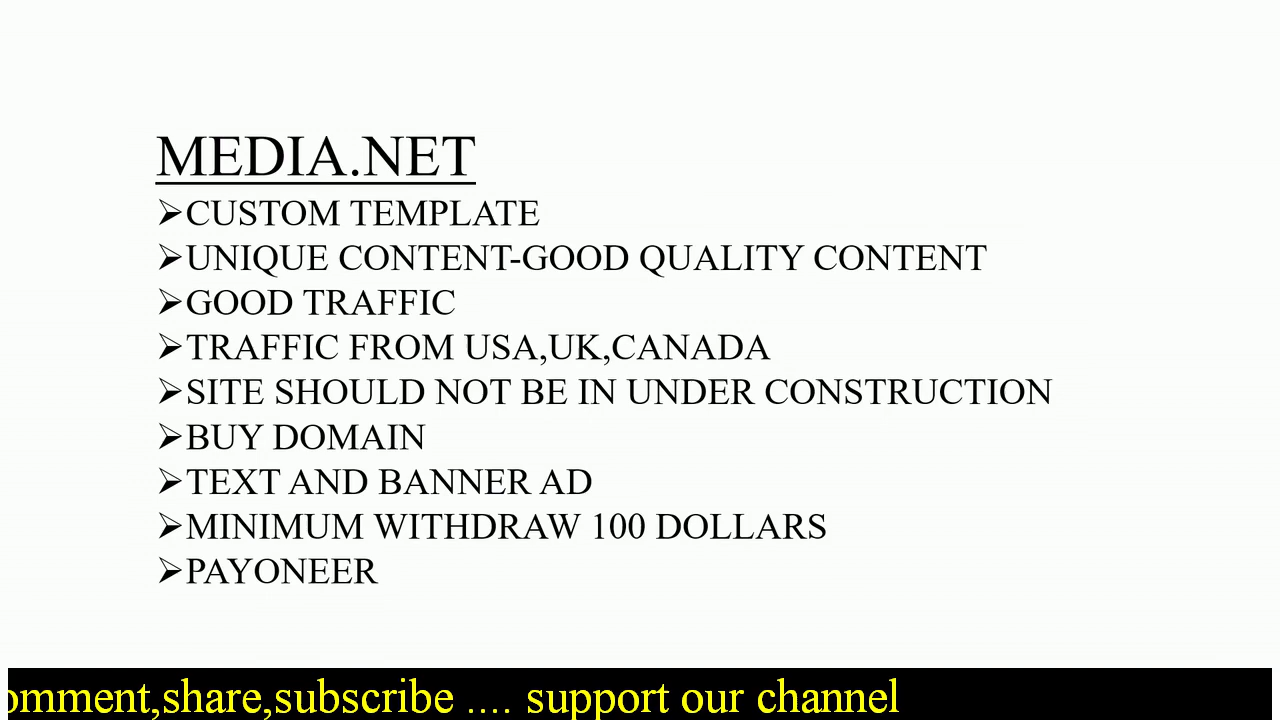 MEDIA.NET
➢CUSTOM TEMPLATE
➢UNIQUE CONTENT-GOOD QUALITY CONTENT
➢GOOD TRAFFIC
➢TRAFFIC FROM USA,UK,CANADA
➢SITE SHOULD NOT BE IN UNDER CONSTRUCTION
➢BUY DOMAIN
➢TEXT AND BANNER AD
➢MINIMUM WITHDRAW 100 DOLLARS
➢PAYONEER
omment,share,subscribe .... support our channel